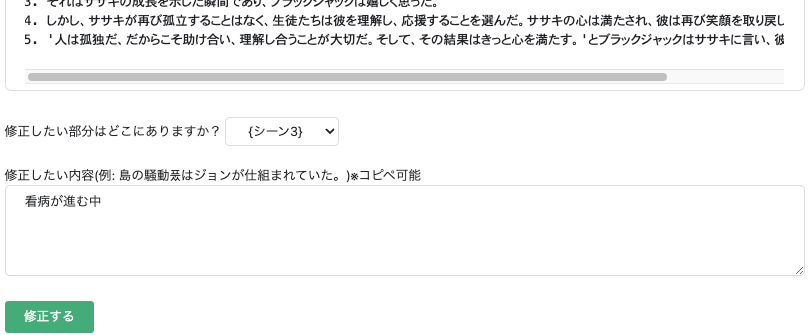 3. それはササキの成長を示した瞬間であり、ブラックジャックは嬉しく思った。
4. しかし、ササキが再び孤立することはなく、生徒たちは彼を理解し、応援することを選んだ。ササキの心は満たされ、彼は再び笑顔を取り戻し
5. '人は孤独だ、だからこそ助け合い、理解し合うことが大切だ。そして、その結果はきっと心を満たす。'とブラックジャックはササキに言い、彼
修正したい部分はどこにありますか？ {シーン3}
修正したい内容(例: 島の騒動はジョンが仕組まれていた。)※コピペ可能
看病が進む中
修正する